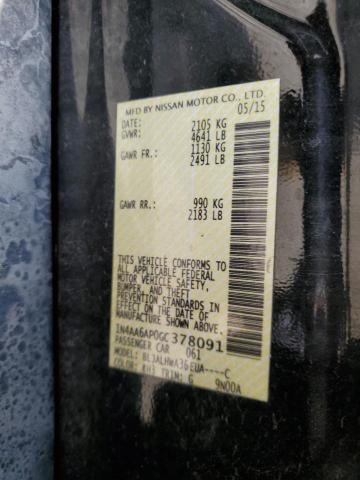 MFD BY NISSAN MOTOR CO., LTD.
DATE: 05/15
GVWR: 2105 KG
4641 LB
GAWR FR.: 1130 KG
2491 LB
GAWR RR.: 990 KG
2183 LB
THIS VEHICLE CONFORMS TO
ALL APPLICABLE FEDERAL
MOTOR VEHICLE SAFETY,
BUMPER, AND THEFT
PREVENTION STANDARDS IN
EFFECT ON THE DATE OF
MANUFACTURE SHOWN ABOVE.
1N4AA6AP0GC378091
PASSENGER CAR 061
MODEL: BLJALHWA36EUA----C
COLOR: KH3 TRIM: G 9N00A